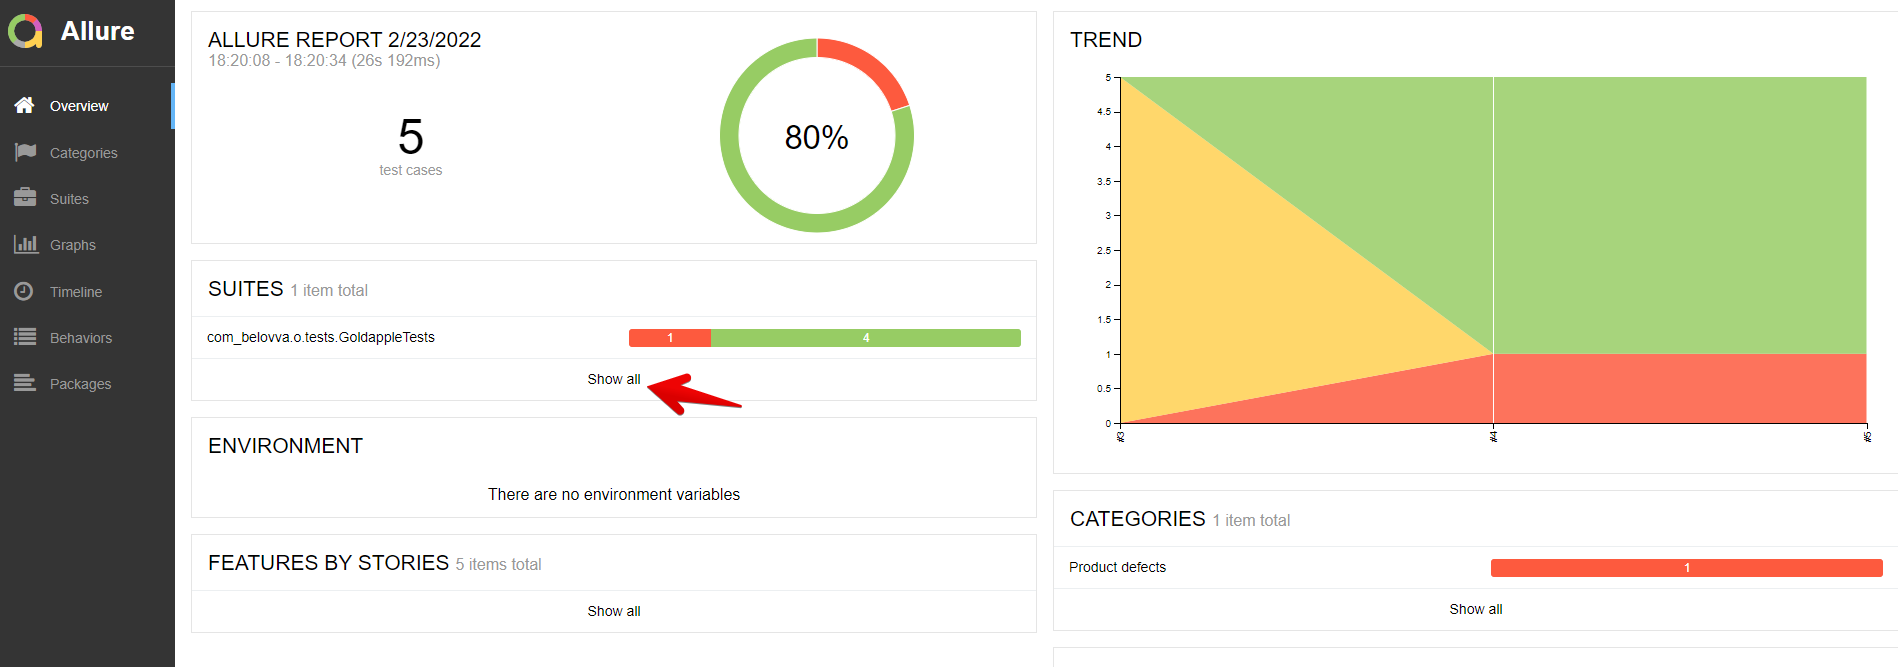 Allure
Overview
Categories
Suites
Graphs
Timeline
Behaviors
Packages
ALLURE REPORT 2/23/2022
18:20:08 - 18:20:34 (26s 192ms)
5
test cases
80%
SUITES 1 item total
com_belovva.o.tests.GoldappleTests 1 4
Show all
ENVIRONMENT
There are no environment variables
FEATURES BY STORIES 5 items total
Show all
TREND
5
4.5
4
3.5
3
2.5
2
1.5
1
0.5
0
#3 #4 #5
CATEGORIES 1 item total
Product defects 1
Show all